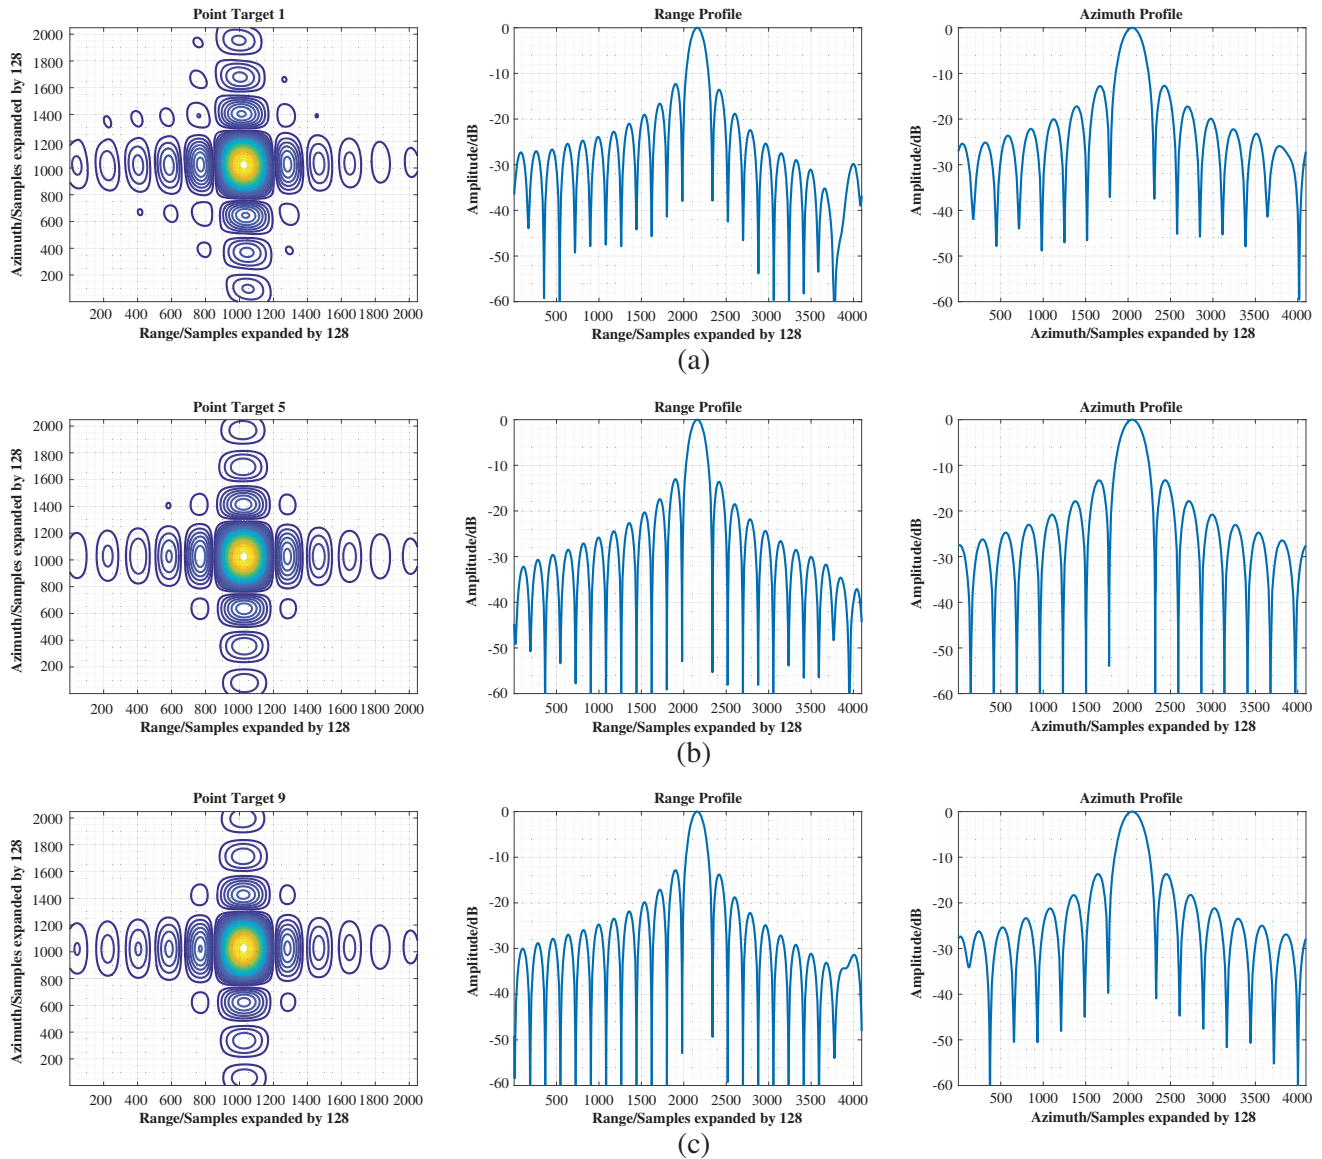 Point Target 1
Range Profile
Azimuth Profile
Azimuth/Samples expanded by 128
2000
1800
1600
1400
1200
1000
800
600
400
200
200 400 600 800 1000 1200 1400 1600 1800 2000
Range/Samples expanded by 128
Amplitude/dB
0
-10
-20
-30
-40
-50
-60
500 1000 1500 2000 2500 3000 3500 4000
Range/Samples expanded by 128
Amplitude/dB
0
-10
-20
-30
-40
-50
-60
500 1000 1500 2000 2500 3000 3500 4000
Azimuth/Samples expanded by 128
(a)
Point Target 5
Range Profile
Azimuth Profile
Azimuth/Samples expanded by 128
2000
1800
1600
1400
1200
1000
800
600
400
200
200 400 600 800 1000 1200 1400 1600 1800 2000
Range/Samples expanded by 128
Amplitude/dB
0
-10
-20
-30
-40
-50
-60
500 1000 1500 2000 2500 3000 3500 4000
Range/Samples expanded by 128
Amplitude/dB
0
-10
-20
-30
-40
-50
-60
500 1000 1500 2000 2500 3000 3500 4000
Azimuth/Samples expanded by 128
(b)
Point Target 9
Range Profile
Azimuth Profile
Azimuth/Samples expanded by 128
2000
1800
1600
1400
1200
1000
800
600
400
200
200 400 600 800 1000 1200 1400 1600 1800 2000
Range/Samples expanded by 128
Amplitude/dB
0
-10
-20
-30
-40
-50
-60
500 1000 1500 2000 2500 3000 3500 4000
Range/Samples expanded by 128
Amplitude/dB
0
-10
-20
-30
-40
-50
-60
500 1000 1500 2000 2500 3000 3500 4000
Azimuth/Samples expanded by 128
(c)